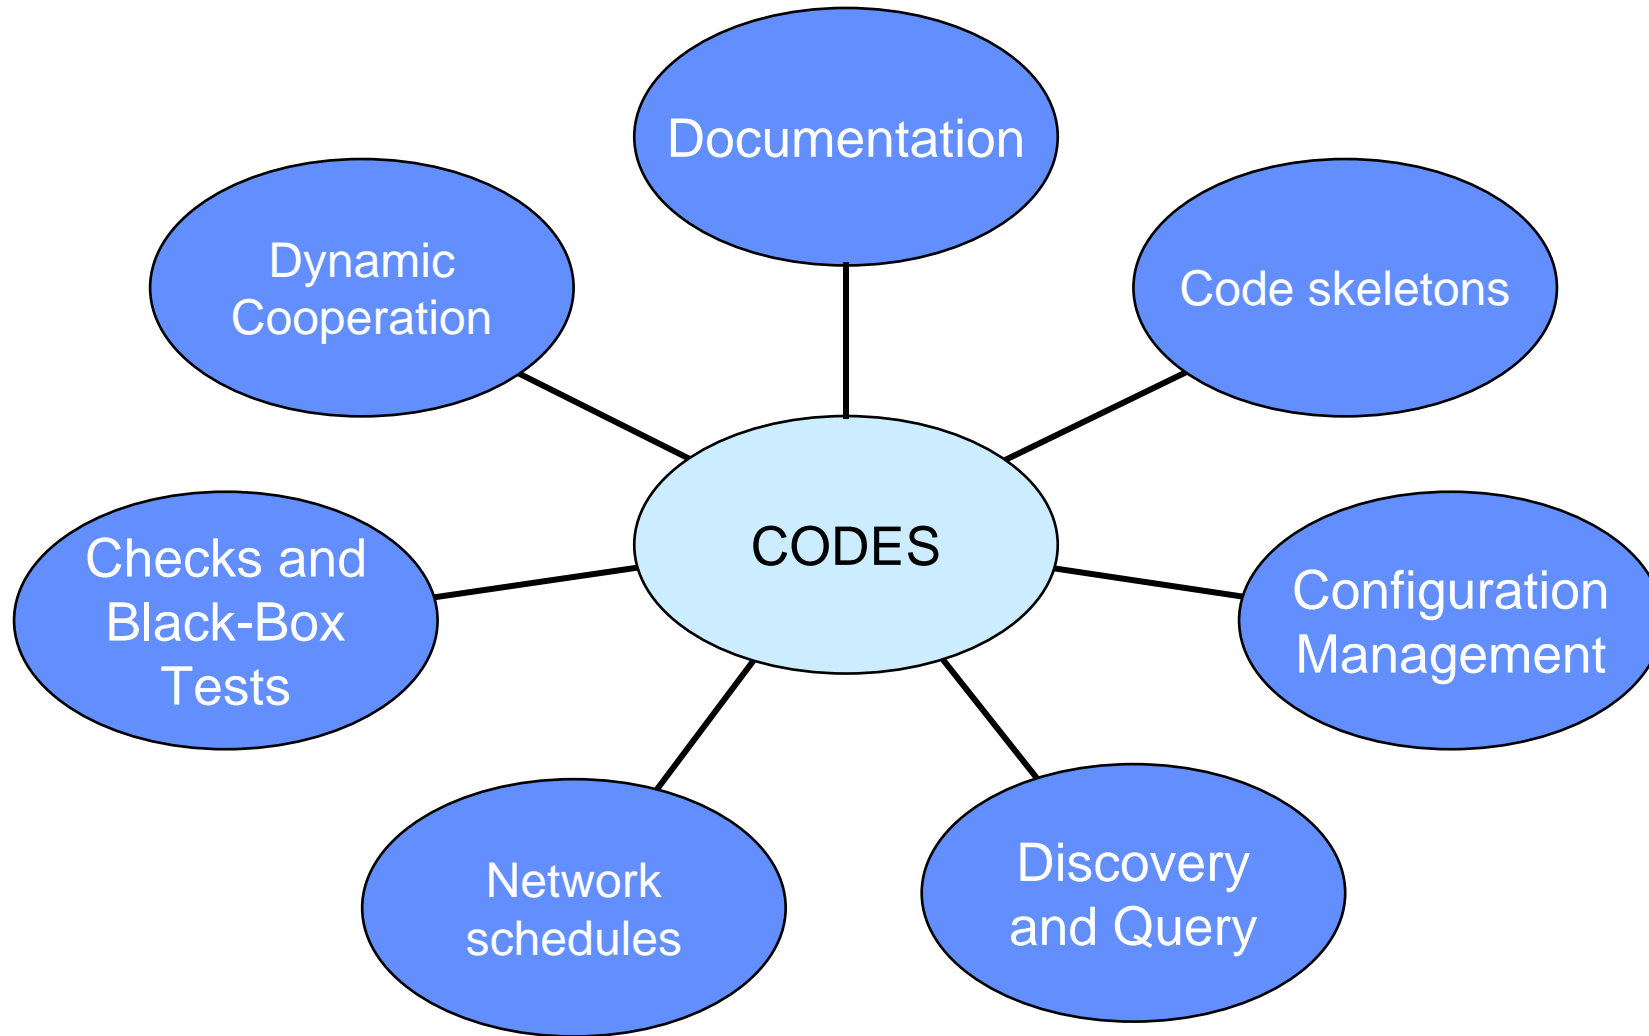 Documentation
Dynamic
Cooperation
Code skeletons
CODES
Checks and
Black-Box
Tests
Configuration
Management
Network
schedules
Discovery
and Query